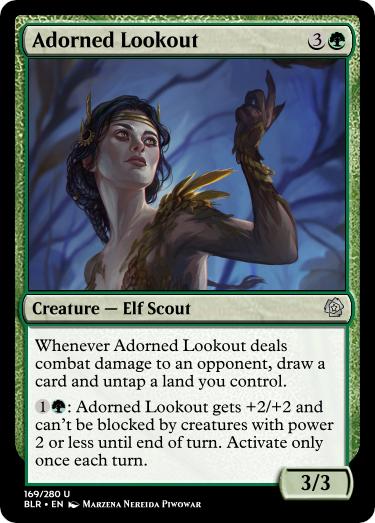 Adorned Lookout 3
Creature — Elf Scout
Whenever Adorned Lookout deals
combat damage to an opponent, draw a
card and untap a land you control.
1 : Adorned Lookout gets +2/+2 and
can't be blocked by creatures with power
2 or less until end of turn. Activate only
once each turn.
3/3
169/280 U
BLR • EN Marzena Nereida Piwowar